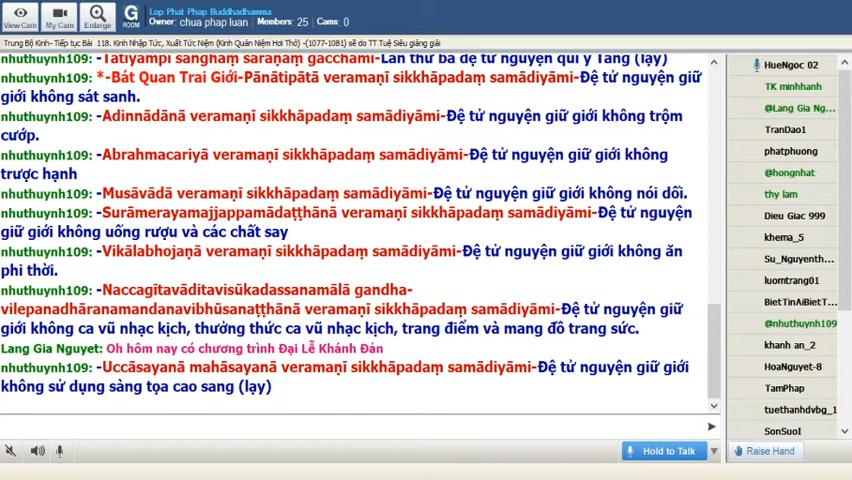 View Cam
My Cam
Enlarge
G
ROOM
Lop Phat Phap Buddhadhamma
Owner: chua phap luan Members: 25 Cams: 0
Trung Bộ Kinh- Tiếp tục Bài 118. Kinh Nhập Tức, Xuất Tức Niệm (Kinh Quán Niệm Hơi Thở) -(1077-1081) sẽ do TT Tuệ Siêu giảng giải
nhuthuynh109: -Tatiyampi saṅghaṃ saraṇaṃ gacchāmi-Lần thứ ba đệ tử nguyện qui y Tăng (lạy)
nhuthuynh109: *-Bát Quan Trai Giới-Pānātipātā veramaṇī sikkhāpadaṃ samādiyāmi-Đệ tử nguyện giữ
giới không sát sanh.
nhuthuynh109: -Adinnādānā veramaṇī sikkhāpadaṃ samādiyāmi-Đệ tử nguyện giữ giới không trộm
cướp.
nhuthuynh109: -Abrahmacariyā veramaṇī sikkhāpadaṃ samādiyāmi-Đệ tử nguyện giữ giới không
trược hạnh
nhuthuynh109: -Musāvādā veramaṇī sikkhāpadaṃ samādiyāmi-Đệ tử nguyện giữ giới không nói dối.
nhuthuynh109: -Surāmerayamajjappamādaṭṭhānā veramaṇī sikkhāpadaṃ samādiyāmi-Đệ tử nguyện
giữ giới không uống rượu và các chất say
nhuthuynh109: -Vikālabhojanā veramaṇī sikkhāpadaṃ samādiyāmi-Đệ tử nguyện giữ giới không ăn
phi thời.
nhuthuynh109: -Naccagītavāditavisūkadassanamālā gandha-
vilepanadhāranamandanavibhūsanaṭṭhānā veramaṇī sikkhāpadaṃ samādiyāmi-Đệ tử nguyện giữ
giới không ca vũ nhạc kịch, thưởng thức ca vũ nhạc kịch, trang điểm và mang đồ trang sức.
Lang Gia Nguyet: Oh hôm nay có chương trình Đại Lễ Khánh Đản
nhuthuynh109: -Uccāsayanā mahāsayanā veramaṇī sikkhāpadaṃ samādiyāmi-Đệ tử nguyện giữ giới
không sử dụng sàng tọa cao sang (lạy)
Hold to Talk
Raise Hand
HueNgoc 02
TK minhhanh
@Lang Gia Ng...
TranDao1
phatphuong
@hongnhat
thy lam
Dieu Giac 999
khema_5
Su_Nguyenth...
luomtrang01
BietTinAiBietT...
@nhuthuynh109
khanh an_2
HoaNguyet-8
TamPhap
tuethanhdvbg_1
SonSuoI